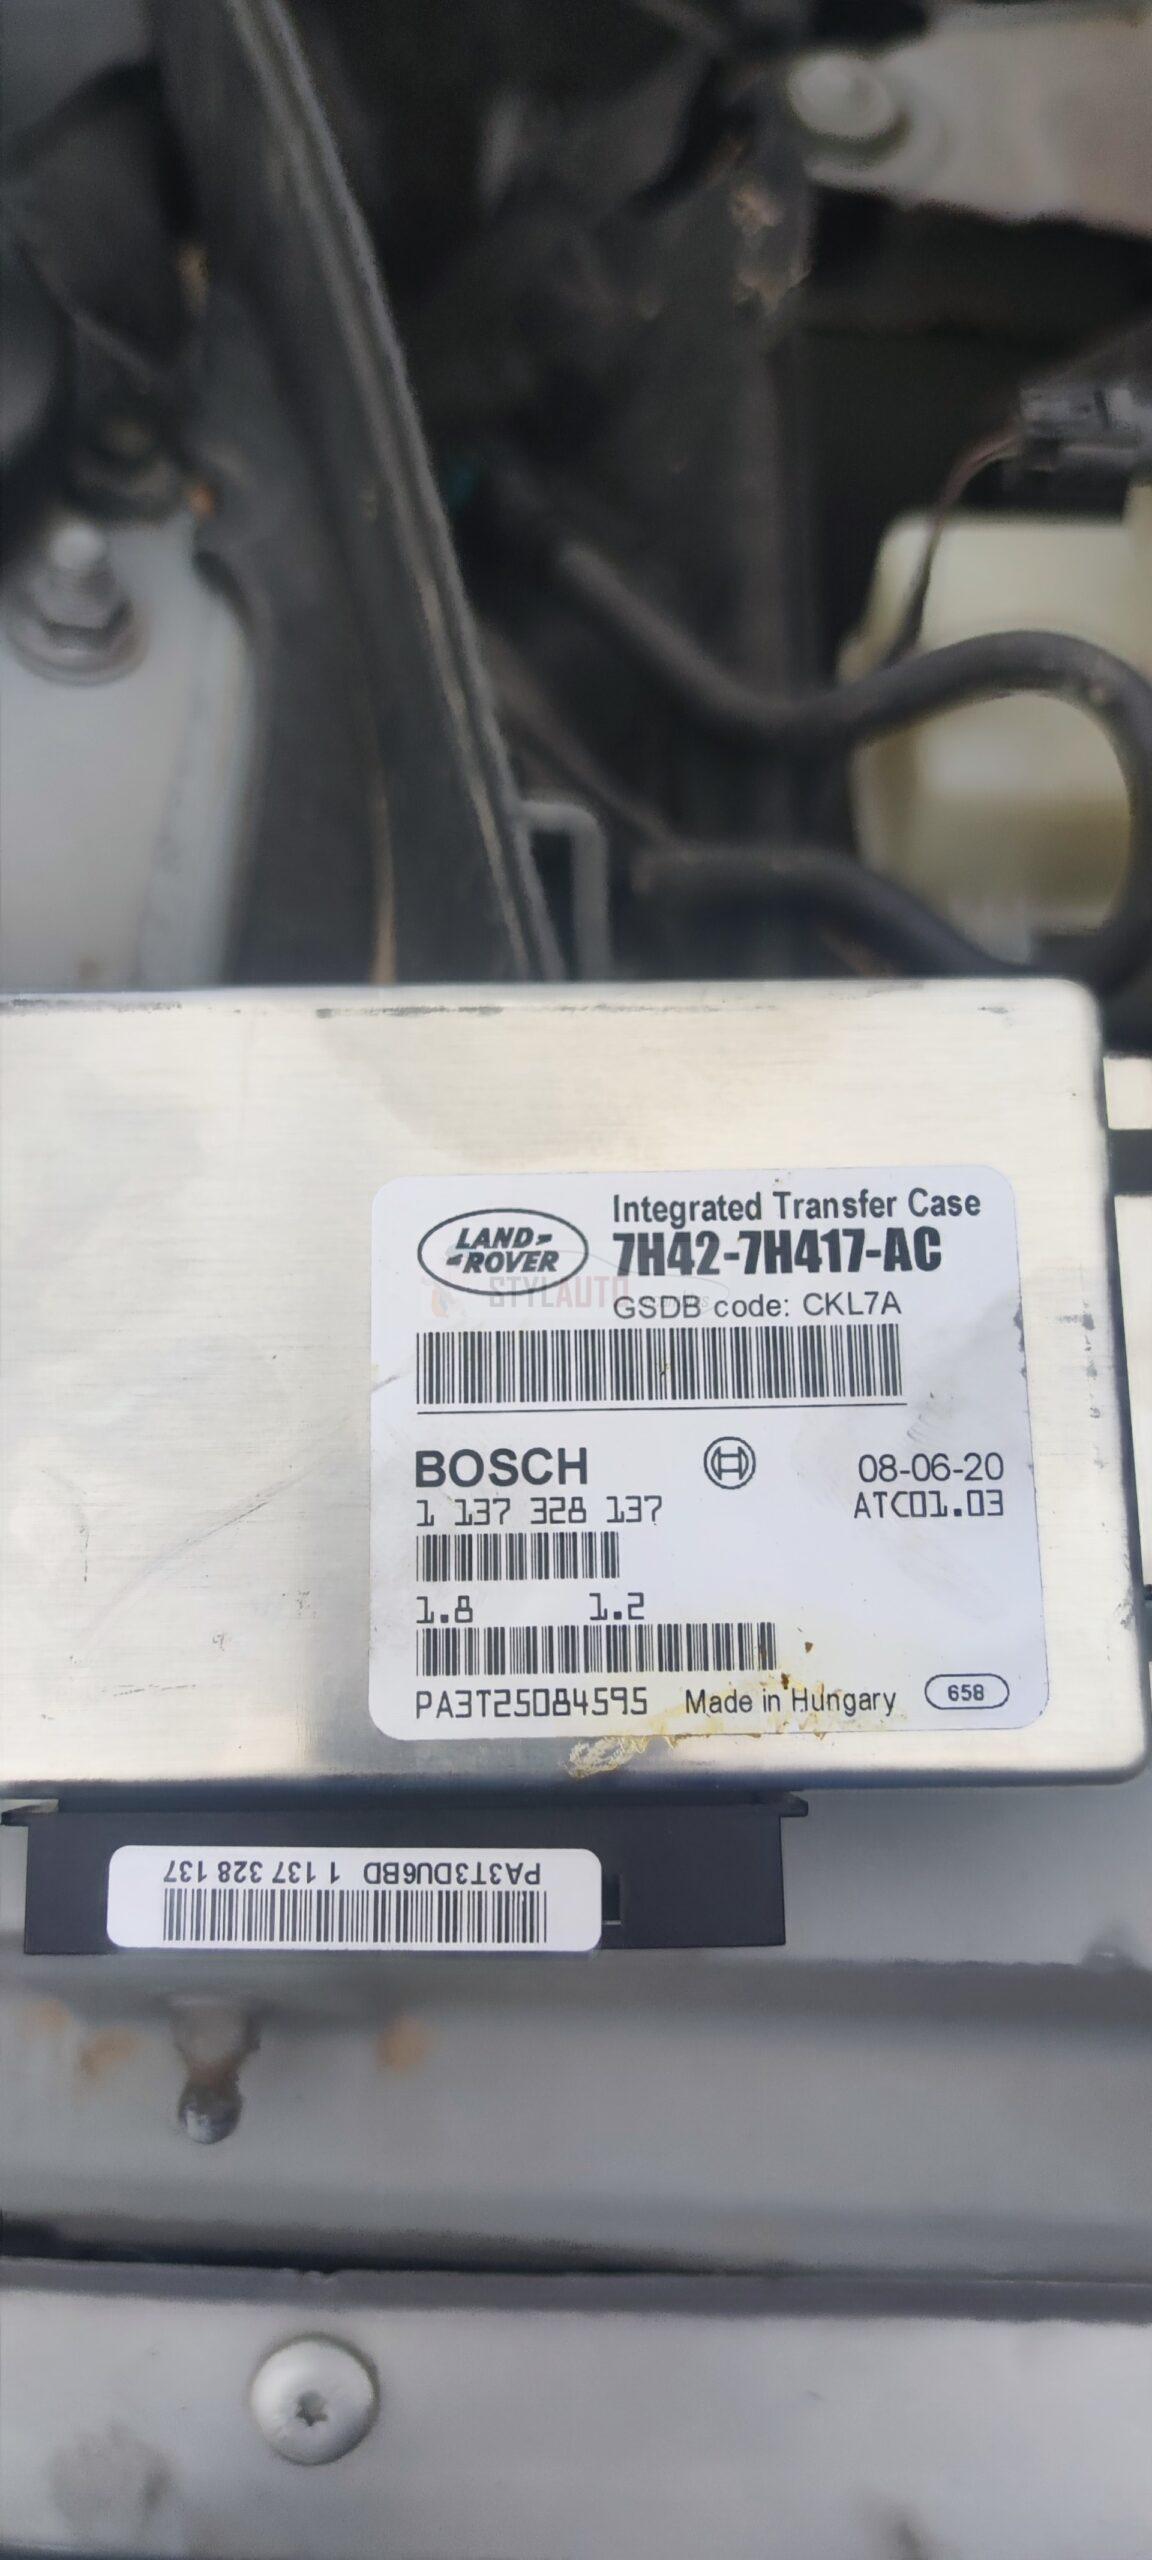 Integrated Transfer Case
LAND
ROVER
7H42-7H417-AC
STYLAUTO
GSDB code: CKL7A
BOSCH
08-06-20
1 137 328 137
ATC01.03
1.8 1.2
PA3T25084595 Made in Hungary 658
PA3T3DU6BD 1 137 328 137